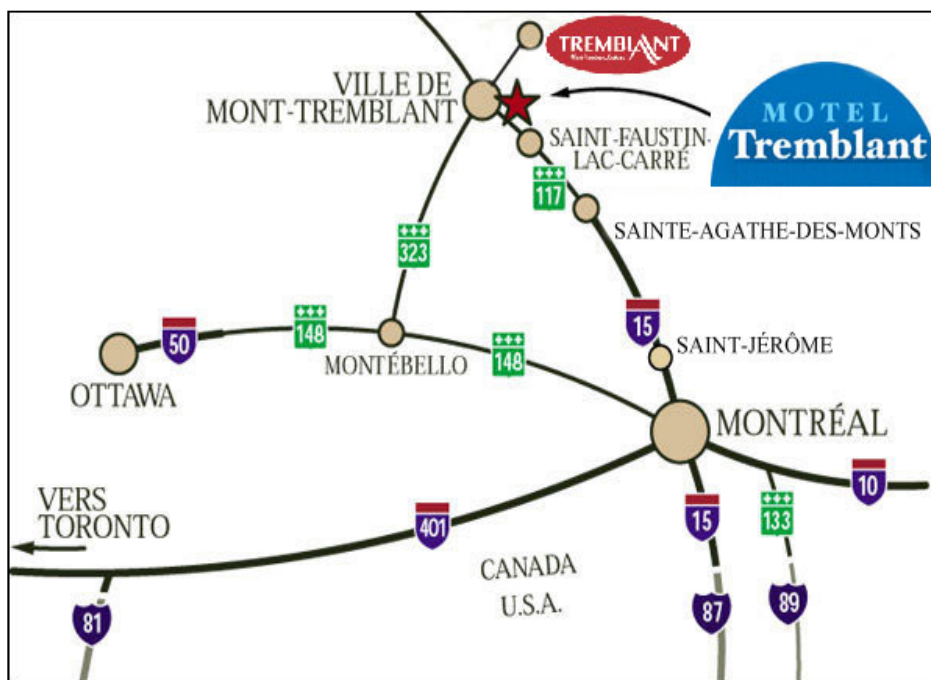 TREMBLANT
VILLE DE
MONT-TREMBLANT
MOTEL
Tremblant
SAINT-FAUSTIN-
LAC-CARRÉ
117
SAINTE-AGATHE-DES-MONTS
323
15
50
148
148
SAINT-JÉRÔME
MONTÉBELLO
OTTAWA
MONTRÉAL
10
VERS
TORONTO
401
15
133
CANADA
U.S.A.
81
87
89